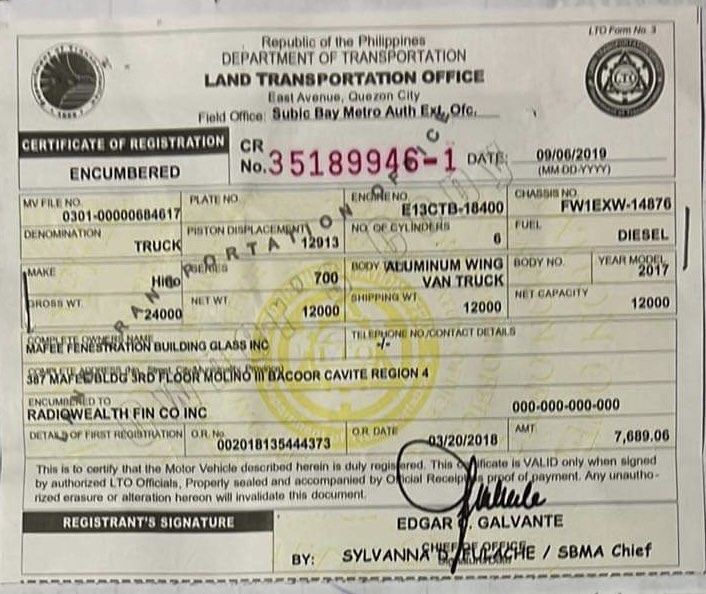 LTO Form No. 3
Republic of the Philippines
DEPARTMENT OF TRANSPORTATION
LAND TRANSPORTATION OFFICE
East Avenue, Quezon City
Field Office: Subic Bay Metro Auth Ext, Ofc.
CERTIFICATE OF REGISTRATION
ENCUMBERED
CR No. 35189946-1 DATE: 09/06/2019
(MM-DD-YYYY)
MV FILE NO. PLATE NO. ENGINE NO. CHASSIS NO.
0301-00000684617 E13CTB-18400 FW1EXW-14876
DENOMINATION PISTON DISPLACEMENT NO. OF CYLINDERS FUEL
TRUCK 12913 6 DIESEL
MAKE SERIES BODY ALUMINUM WING BODY NO. YEAR MODEL
700 VAN TRUCK 2017
GROSS WT. NET WT. SHIPPING WT. NET CAPACITY
24000 12000 12000 12000
COMPLETE OWNER'S NAME TELEPHONE NO./CONTACT DETAILS
MAFEE FENESTRATION BUILDING GLASS INC -/-
387 MAFEE BLDG 3RD FLOOR MOLINO III BACOOR CAVITE REGION 4
ENCUMBERED TO
RADIOWEALTH FIN CO INC 000-000-000-000
DETAILS OF FIRST REGISTRATION O.R. No. O.R. DATE AMT.
002018135444373 03/20/2018 7,689.06
This is to certify that the Motor Vehicle described herein is duly registered. This certificate is VALID only when signed
by authorized LTO Officials, Properly sealed and accompanied by Official Receipt as proof of payment. Any unautho-
rized erasure or alteration hereon will invalidate this document.
REGISTRANT'S SIGNATURE
EDGAR GALVANTE
CHIEF OF OFFICE
BY: SYLVANNA / SBMA Chief